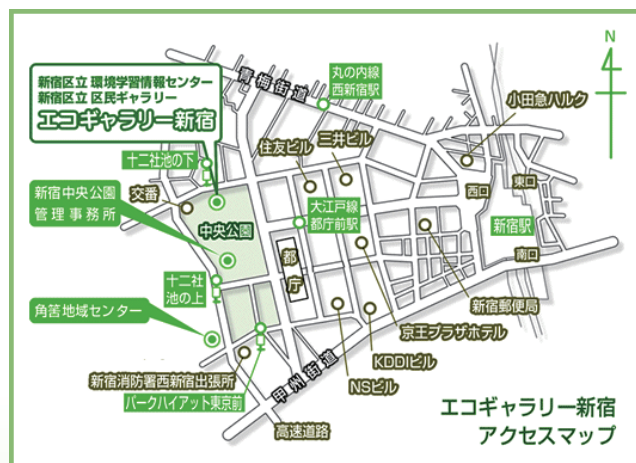 新宿区立 環境学習情報センター
新宿区立 区民ギャラリー
エコギャラリー新宿
青梅街道
丸の内線
西新宿駅
N
小田急ハルク
十二社池の下
住友ビル
三井ビル
交番
新宿中央公園
管理事務所
中央公園
大江戸線
都庁前駅
西口
東口
新宿駅
南口
都庁
十二社
池の上
新宿郵便局
角筈地域センター
京王プラザホテル
KDDIビル
NSビル
新宿消防署西新宿出張所
パークハイアット東京前
甲州街道
高速道路
エコギャラリー新宿
アクセスマップ